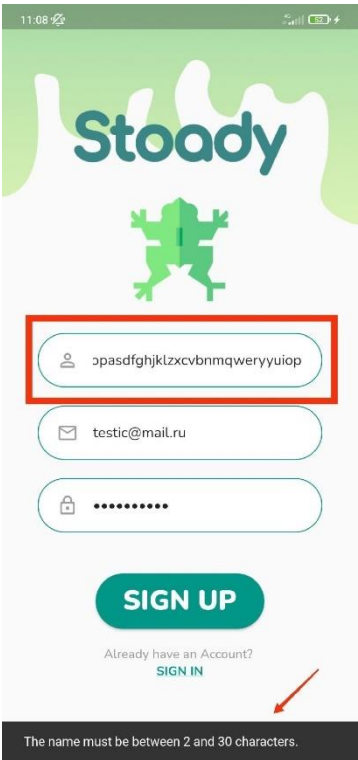 11:08
52
Stoady
opasdfghjklzxcvbnmqweryyuiop
testic@mail.ru
••••••••••
SIGN UP
Already have an Account?
SIGN IN
The name must be between 2 and 30 characters.